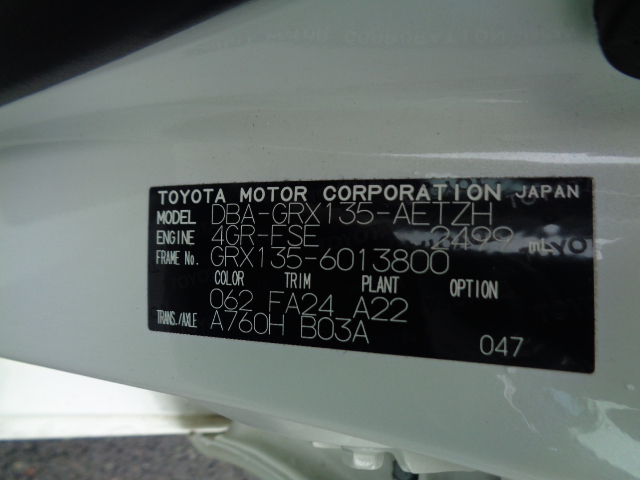 TOYOTA MOTOR CORPORATION JAPAN
MODEL DBA-GRX135-AETZH
ENGINE 4GR-FSE 2499 mL
FRAME No. GRX135-6013800
COLOR TRIM PLANT OPTION
062 FA24 A22
TRANS./AXLE A760H B03A
047